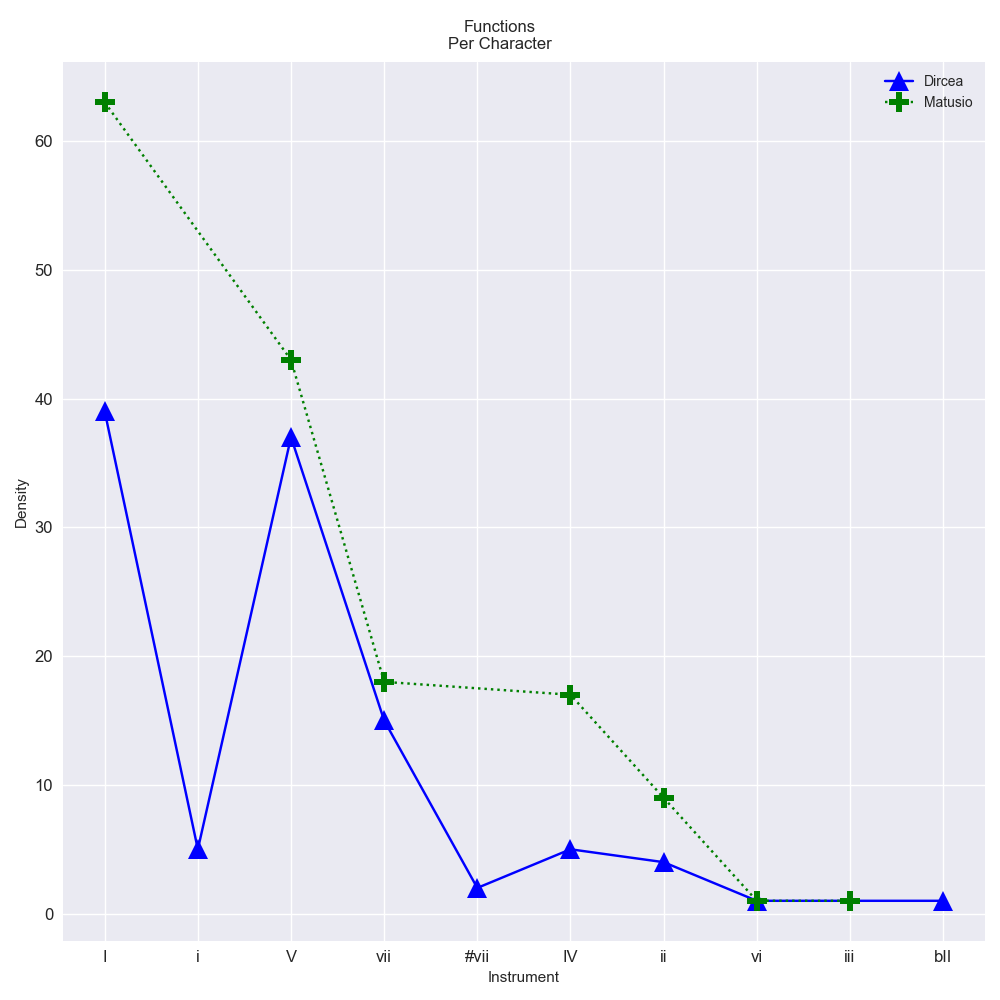 Functions
Per Character
Dircea
Matusio
60
50
40
30
20
10
0
Density
I i V vii #vii IV ii vi iii bII
Instrument